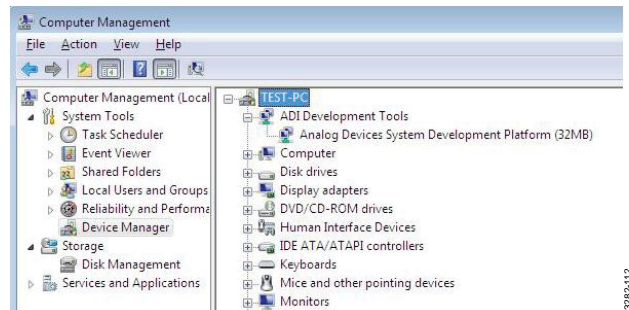 Computer Management
File Action View Help
Computer Management (Local
System Tools
Task Scheduler
Event Viewer
Shared Folders
Local Users and Groups
Reliability and Performa
Device Manager
Storage
Disk Management
Services and Applications
TEST-PC
ADI Development Tools
Analog Devices System Development Platform (32MB)
Computer
Disk drives
Display adapters
DVD/CD-ROM drives
Human Interface Devices
IDE ATA/ATAPI controllers
Keyboards
Mice and other pointing devices
Monitors